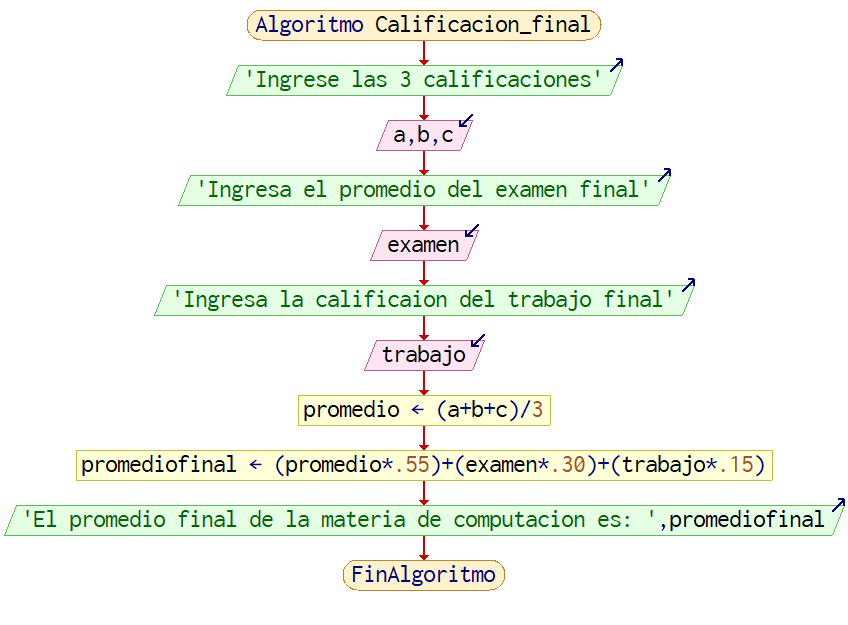 Algoritmo Calificacion_final
'Ingrese las 3 calificaciones'
a,b,c
'Ingresa el promedio del examen final'
examen
'Ingresa la calificaion del trabajo final'
trabajo
promedio ← (a+b+c)/3
promediofinal ← (promedio*.55)+(examen*.30)+(trabajo*.15)
'El promedio final de la materia de computacion es: ',promediofinal
FinAlgoritmo